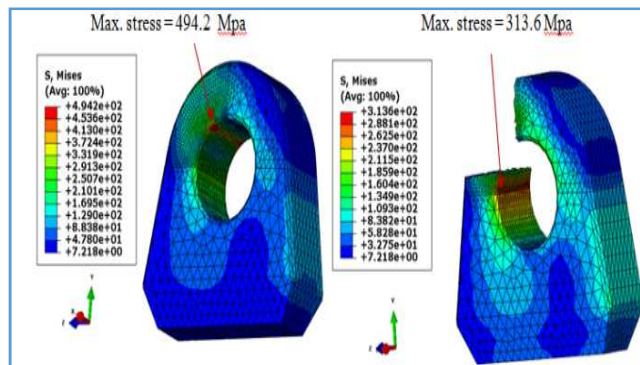 Max. stress = 494.2 Mpa
Max. stress = 313.6 Mpa
S, Mises
(Avg: 100%)
+4.942e+02
+4.536e+02
+4.130e+02
+3.724e+02
+3.319e+02
+2.913e+02
+2.507e+02
+2.101e+02
+1.695e+02
+1.290e+02
+8.838e+01
+4.780e+01
+7.218e+00
S, Mises
(Avg: 100%)
+3.136e+02
+2.881e+02
+2.625e+02
+2.370e+02
+2.115e+02
+1.859e+02
+1.604e+02
+1.349e+02
+1.093e+02
+8.382e+01
+5.828e+01
+3.275e+01
+7.218e+00
Y
X
Z
Y
Z